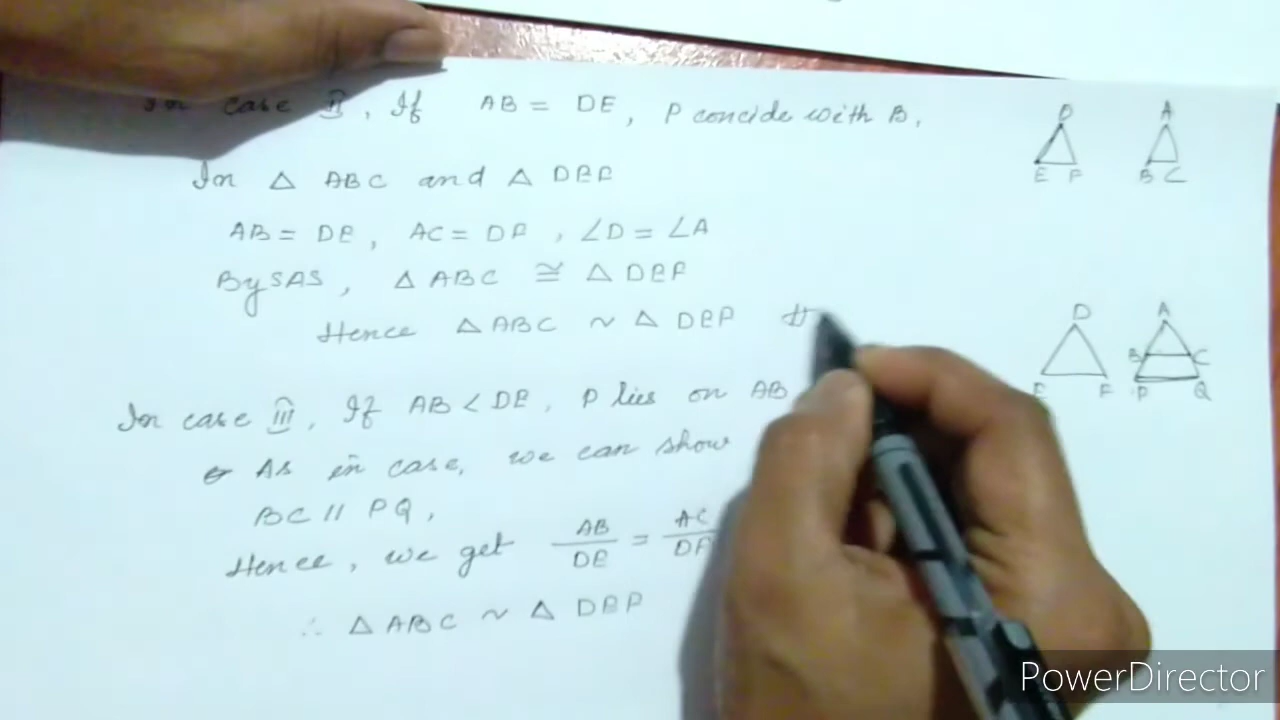 In case II, If AB = DE, P concide with B,
In △ ABC and △ DEF
AB = DE, AC = DF, ∠D = ∠A
By SAS, △ ABC ≅ △ DEF
Hence △ ABC ~ △ DEF
In case III, If AB < DE, P lies on AB
As in case, we can show
BC // PQ,
Hence, we get AB/DE = AC/DF
∴ △ ABC ~ △ DEF
D A
E F B C
D A
B C
E F P Q
PowerDirector